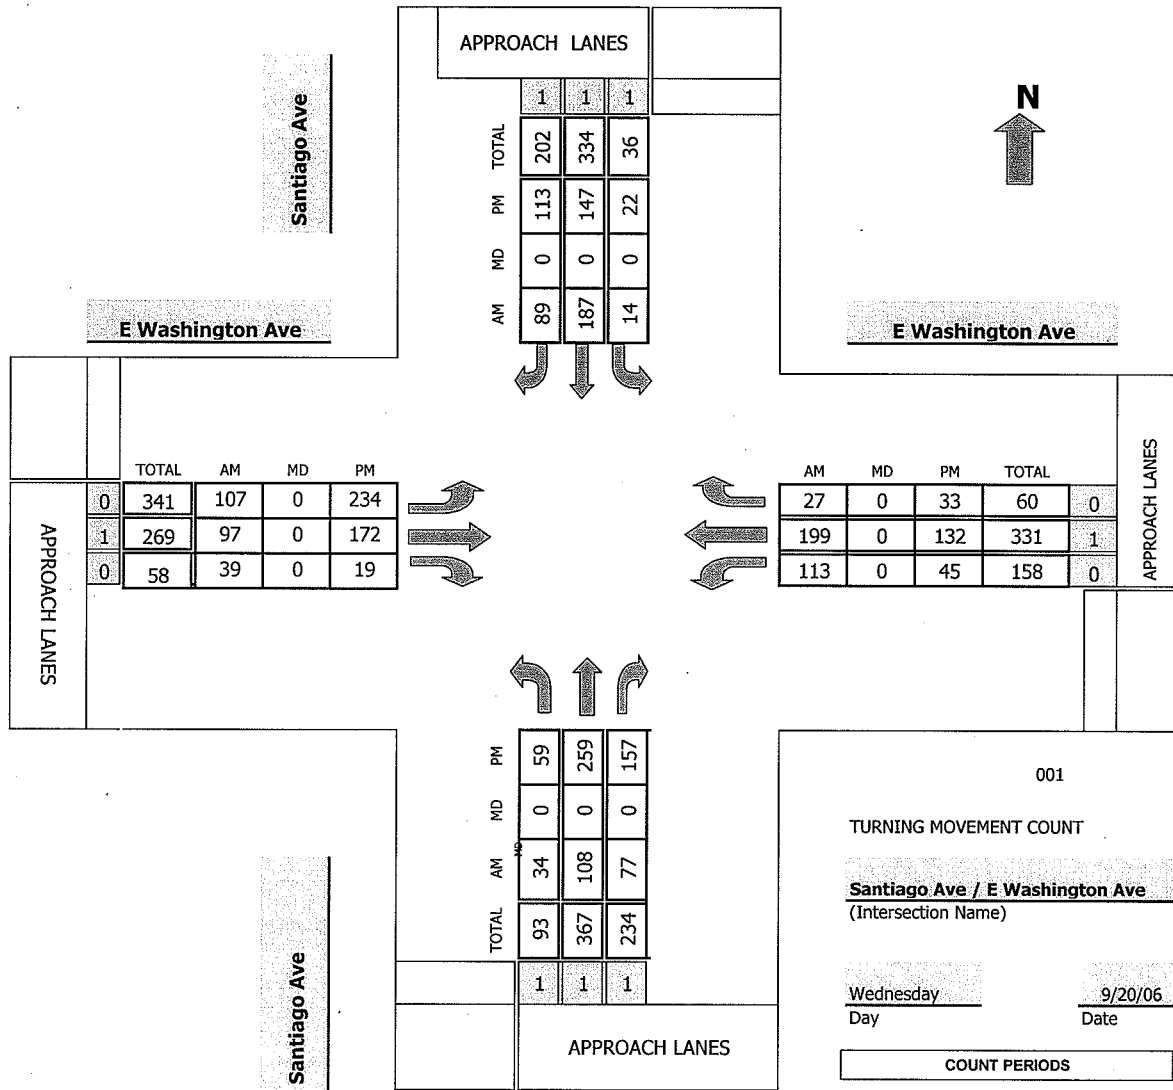 APPROACH LANES
1 1 1
TOTAL 202 334 36
PM 113 147 22
MD 0 0 0
AM 89 187 14
Santiago Ave
N
E Washington Ave
E Washington Ave
TOTAL AM MD PM
0 341 107 0 234
1 269 97 0 172
0 58 39 0 19
APPROACH LANES
AM MD PM TOTAL
27 0 33 60 0
199 0 132 331 1
113 0 45 158 0
APPROACH LANES
PM 59 259 157
MD 0 0 0
MD
AM 34 108 77
TOTAL 93 367 234
1 1 1
APPROACH LANES
Santiago Ave
001
TURNING MOVEMENT COUNT
Santiago Ave / E Washington Ave
(Intersection Name)
Wednesday 9/20/06
Day Date
COUNT PERIODS